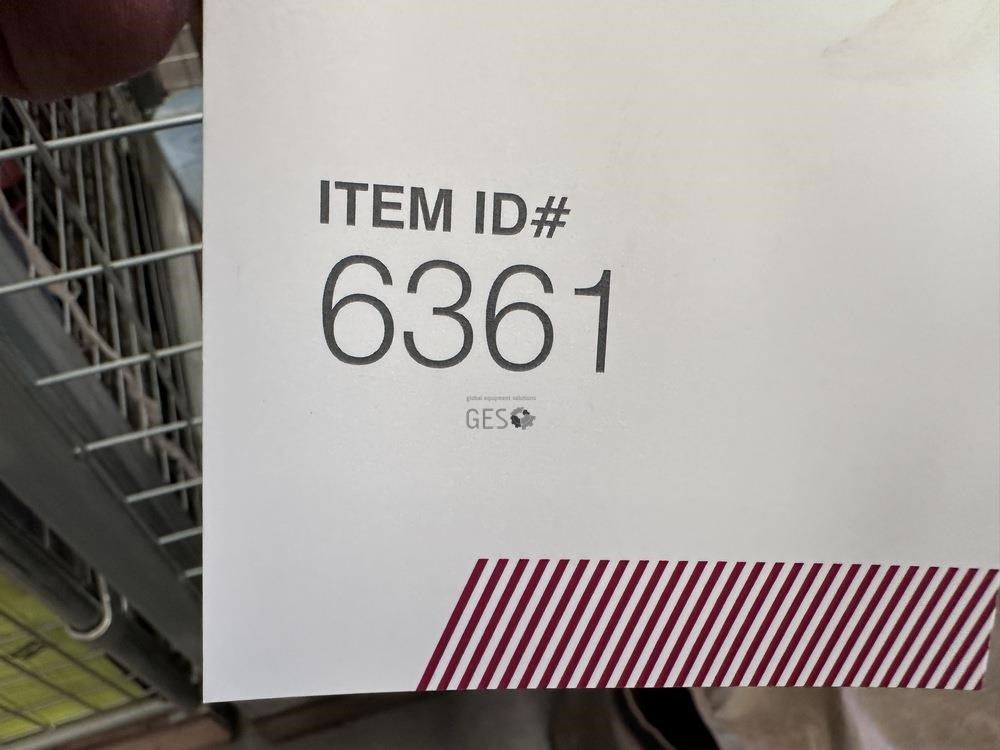 ITEM ID#
6361
global equipment solutions
GES